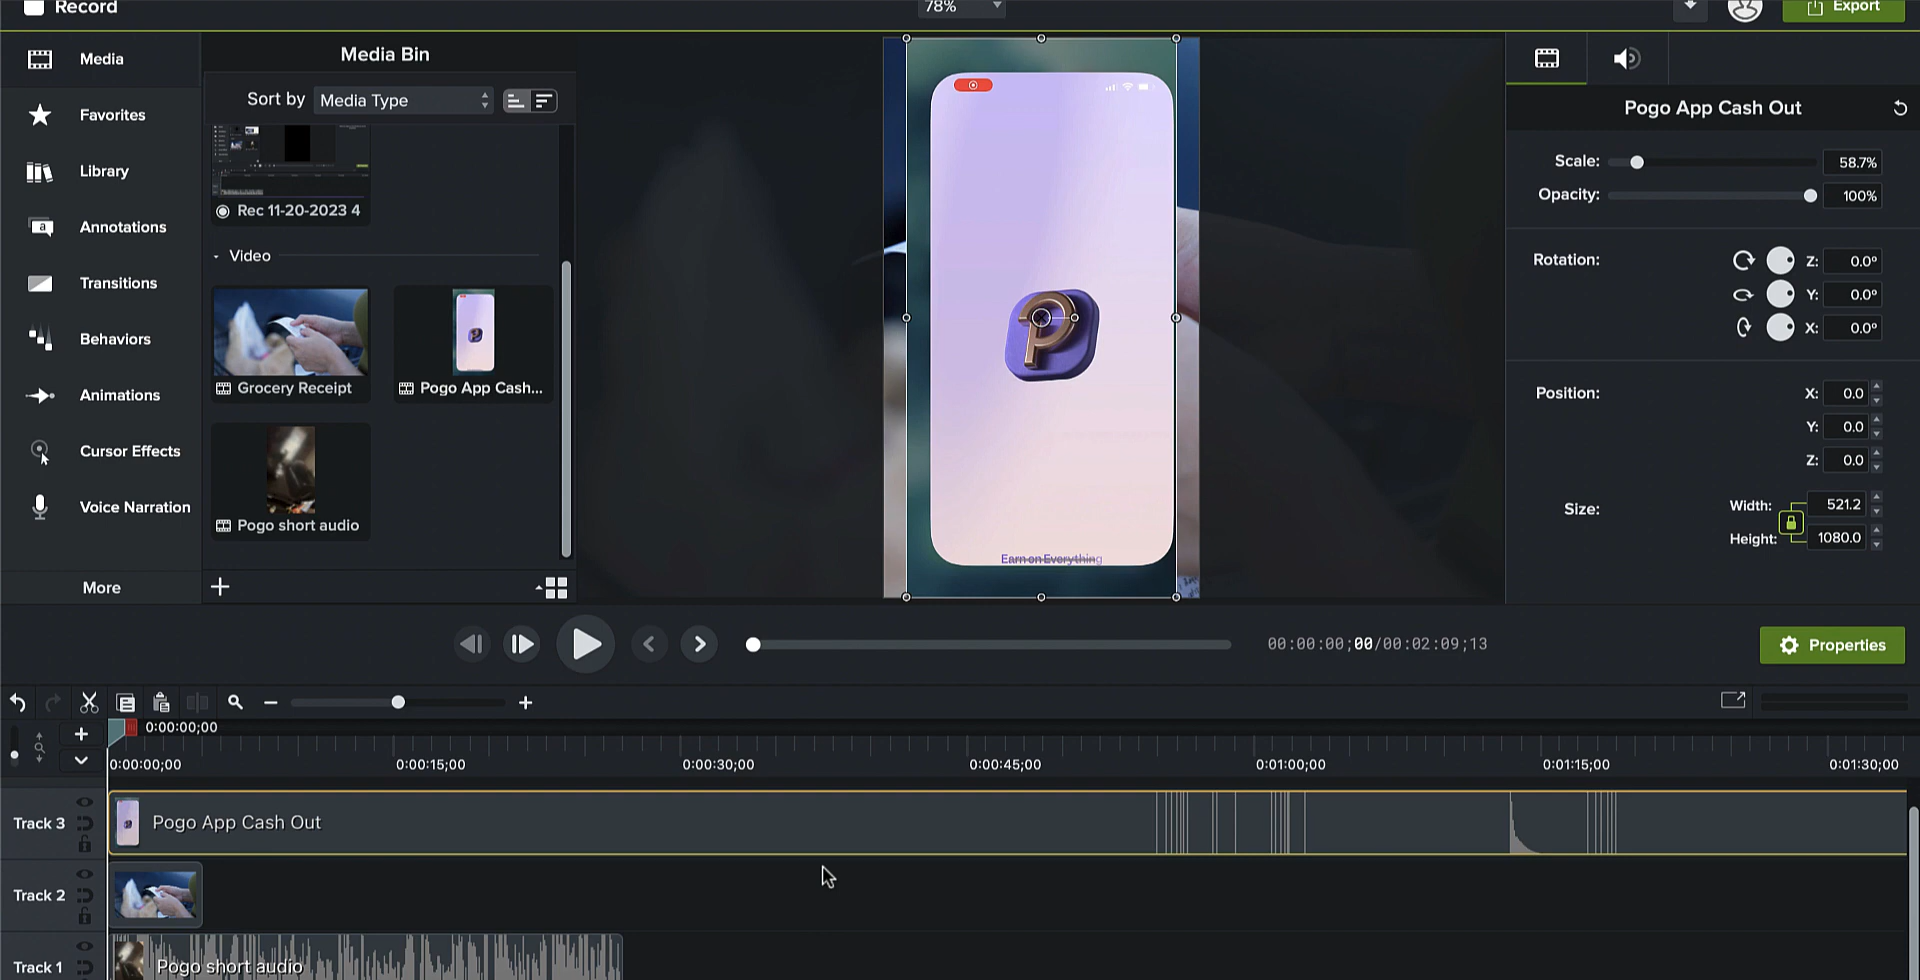 Record
78%
Export
Media
Favorites
Library
Annotations
Transitions
Behaviors
Animations
Cursor Effects
Voice Narration
More
Media Bin
Sort by Media Type
Rec 11-20-2023 4
Video
Grocery Receipt
Pogo App Cash...
Pogo short audio
Earn on Everything
Pogo App Cash Out
Scale: 58.7%
Opacity: 100%
Rotation: Z: 0.0º
Y: 0.0º
X: 0.0º
Position: X: 0.0
Y: 0.0
Z: 0.0
Size: Width: 521.2
Height: 1080.0
00:00:00;00/00:02:09;13
Properties
0:00:00;00
0:00:00;00 0:00:15;00 0:00:30;00 0:00:45;00 0:01:00;00 0:01:15;00 0:01:30;00
Track 3 Pogo App Cash Out
Track 2
Track 1 Pogo short audio